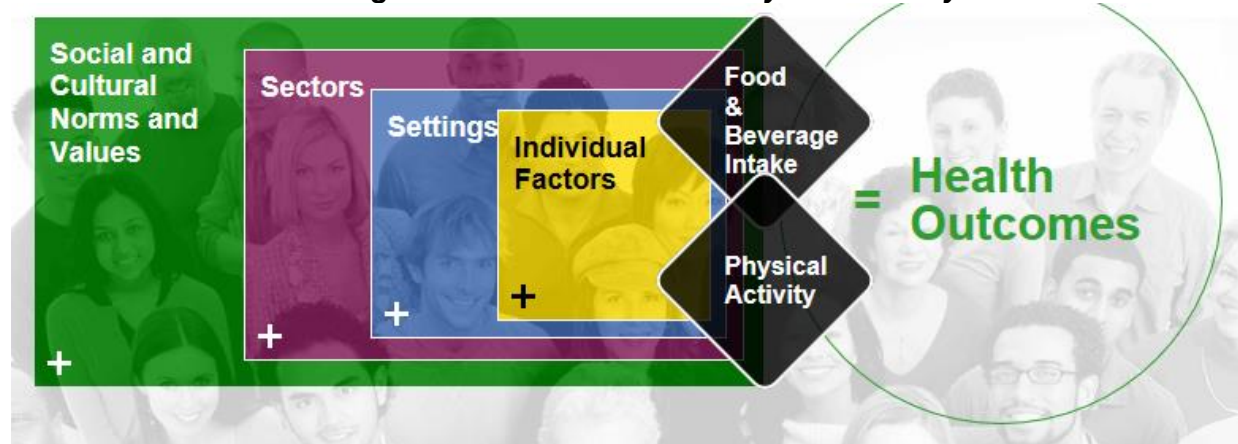 Social and
Cultural
Norms and
Values
+
Sectors
+
Settings
+
Individual
Factors
+
Food
&
Beverage
Intake
Physical
Activity
=
Health
Outcomes